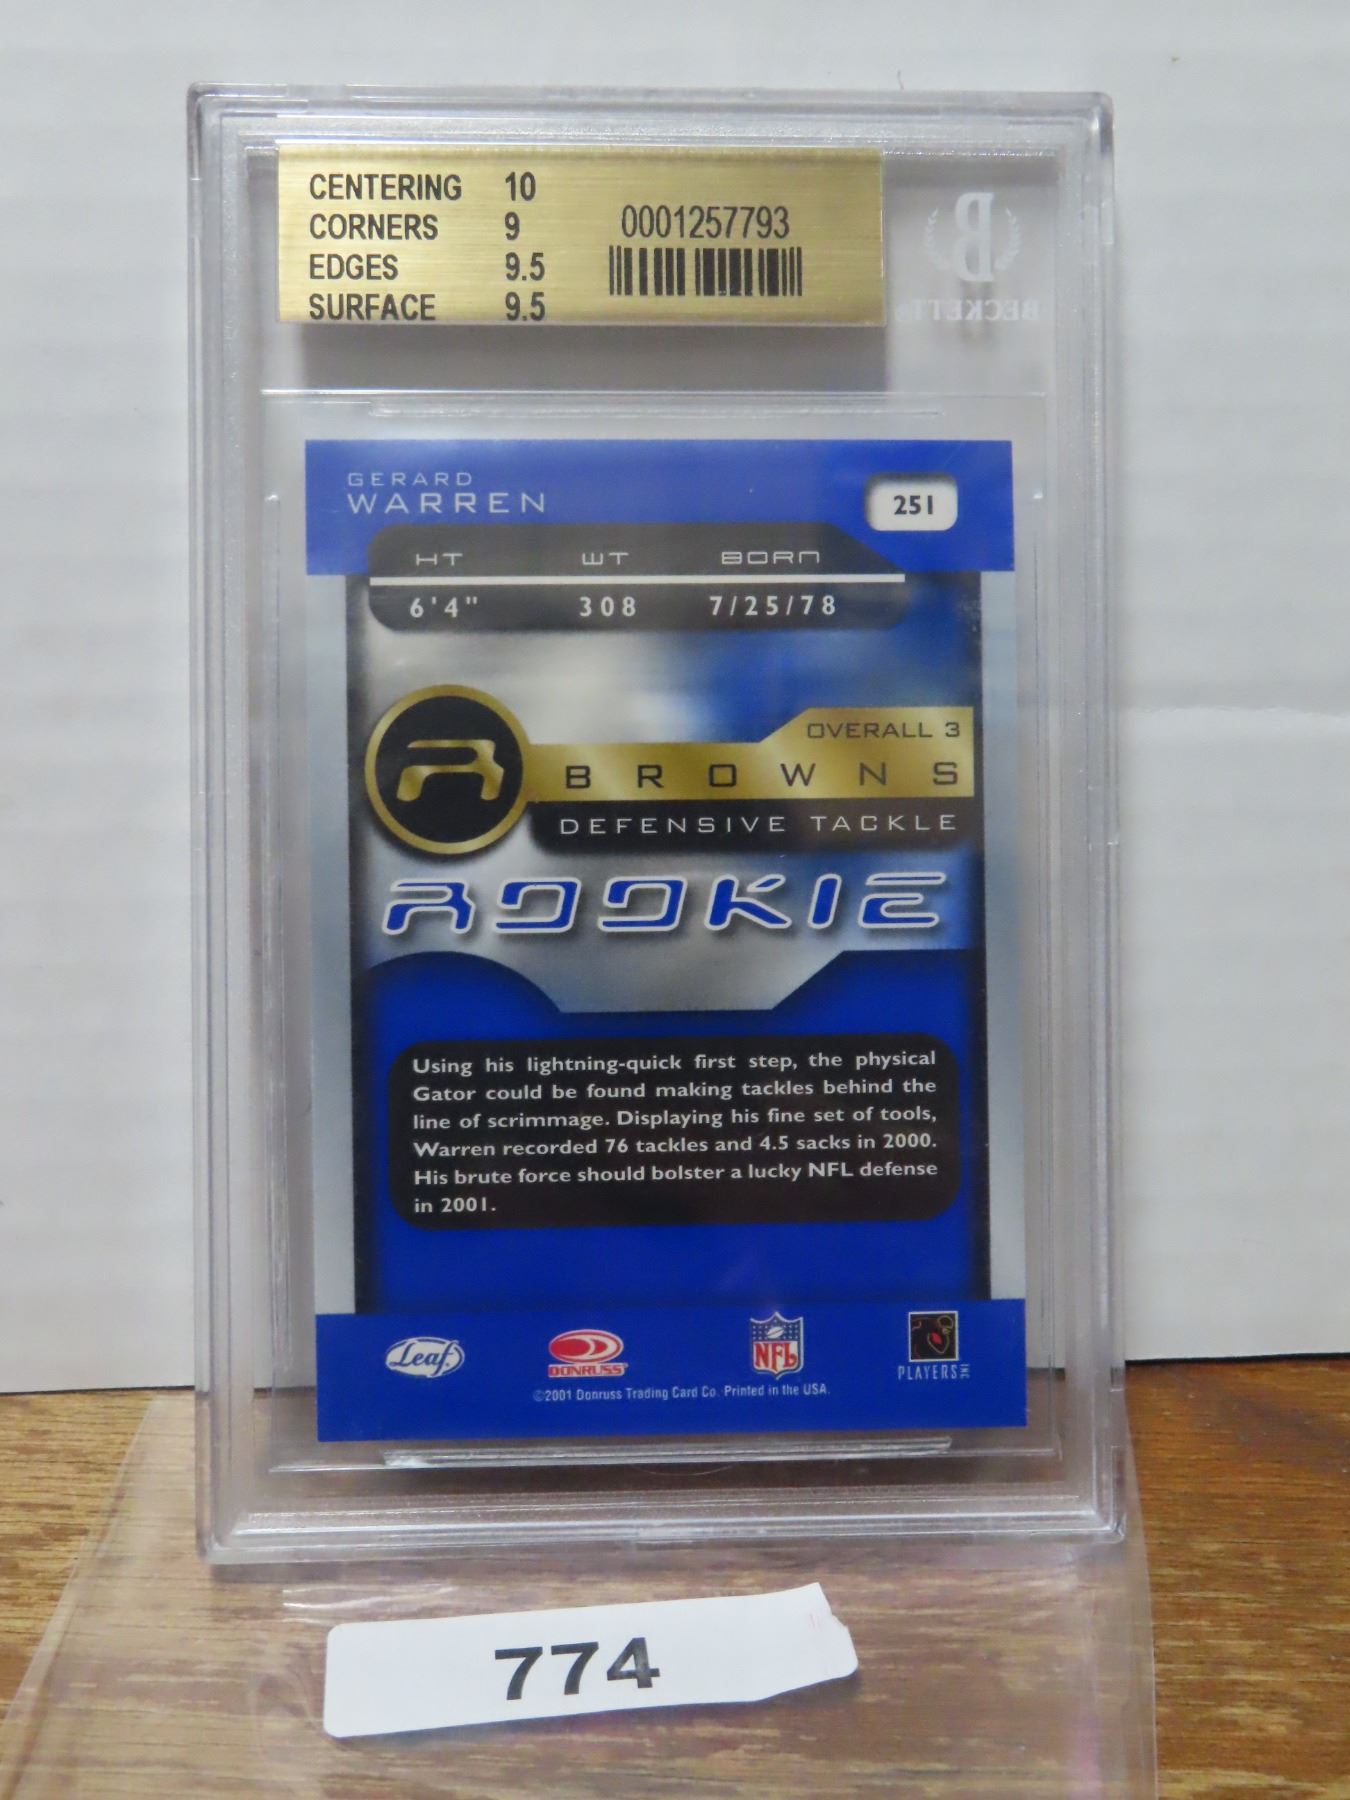 CENTERING 10
CORNERS 9
EDGES 9.5
SURFACE 9.5
0001257793
B
BECKETT
GERARD
WARREN
251
HT WT BORN
6'4" 308 7/25/78
R
OVERALL 3
BROWNS
DEFENSIVE TACKLE
ROOKIE
Using his lightning-quick first step, the physical
Gator could be found making tackles behind the
line of scrimmage. Displaying his fine set of tools,
Warren recorded 76 tackles and 4.5 sacks in 2000.
His brute force should bolster a lucky NFL defense
in 2001.
Leaf
DONRUSS
NFL
PLAYERS INC
©2001 Donruss Trading Card Co. Printed in the USA.
774